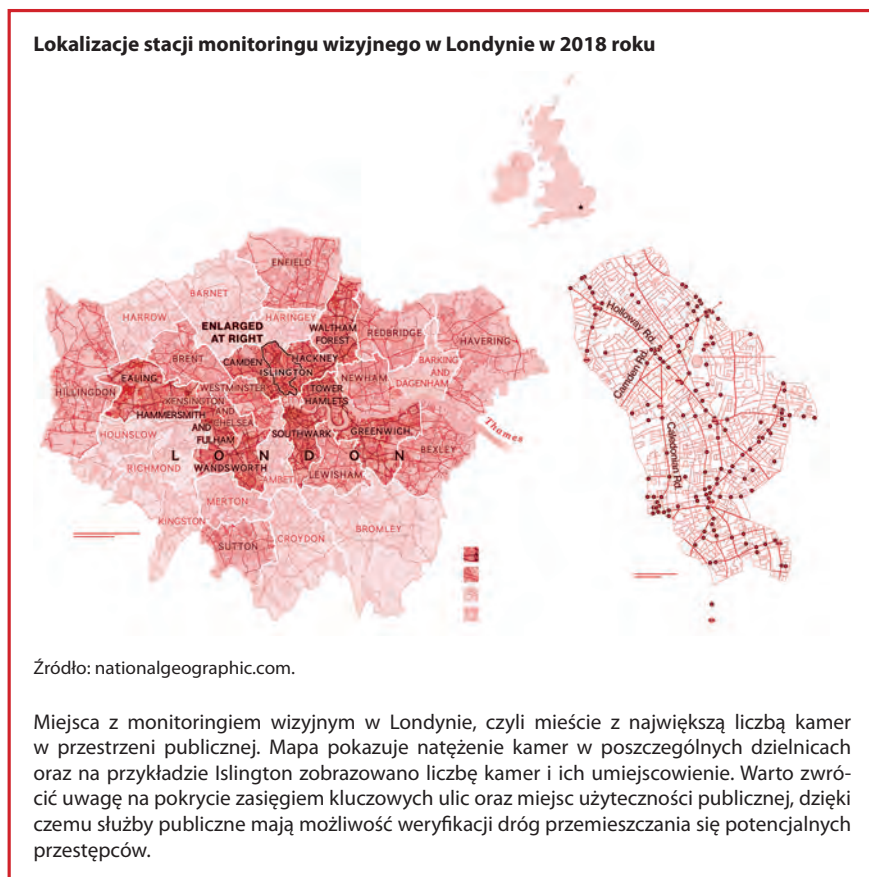 Lokalizacje stacji monitoringu wizyjnego w Londynie w 2018 roku
ENFIELD
BARNET
HARROW
HARINGEY
ENLARGED
AT RIGHT
WALTHAM
FOREST
REDBRIDGE
HAVERING
BRENT
CAMDEN
HACKNEY
ISLINGTON
BARKING
AND
DAGENHAM
HILLINGDON
EALING
WESTMINSTER
TOWER
HAMLETS
NEWHAM
KENSINGTON
AND
CHELSEA
HAMMERSMITH
AND
FULHAM
SOUTHWARK
GREENWICH
Thames
HOUNSLOW
BEXLEY
LONDON
RICHMOND
WANDSWORTH
LAMBETH
LEWISHAM
MERTON
KINGSTON
SUTTON
CROYDON
BROMLEY
Holloway Rd.
Camden Rd.
Caledonian Rd.
Źródło: nationalgeographic.com.
Miejsca z monitoringiem wizyjnym w Londynie, czyli mieście z największą liczbą kamer
w przestrzeni publicznej. Mapa pokazuje natężenie kamer w poszczególnych dzielnicach
oraz na przykładzie Islington zobrazowano liczbę kamer i ich umiejscowienie. Warto zwró-
cić uwagę na pokrycie zasięgiem kluczowych ulic oraz miejsc użyteczności publicznej, dzięki
czemu służby publiczne mają możliwość weryfikacji dróg przemieszczania się potencjalnych
przestępców.